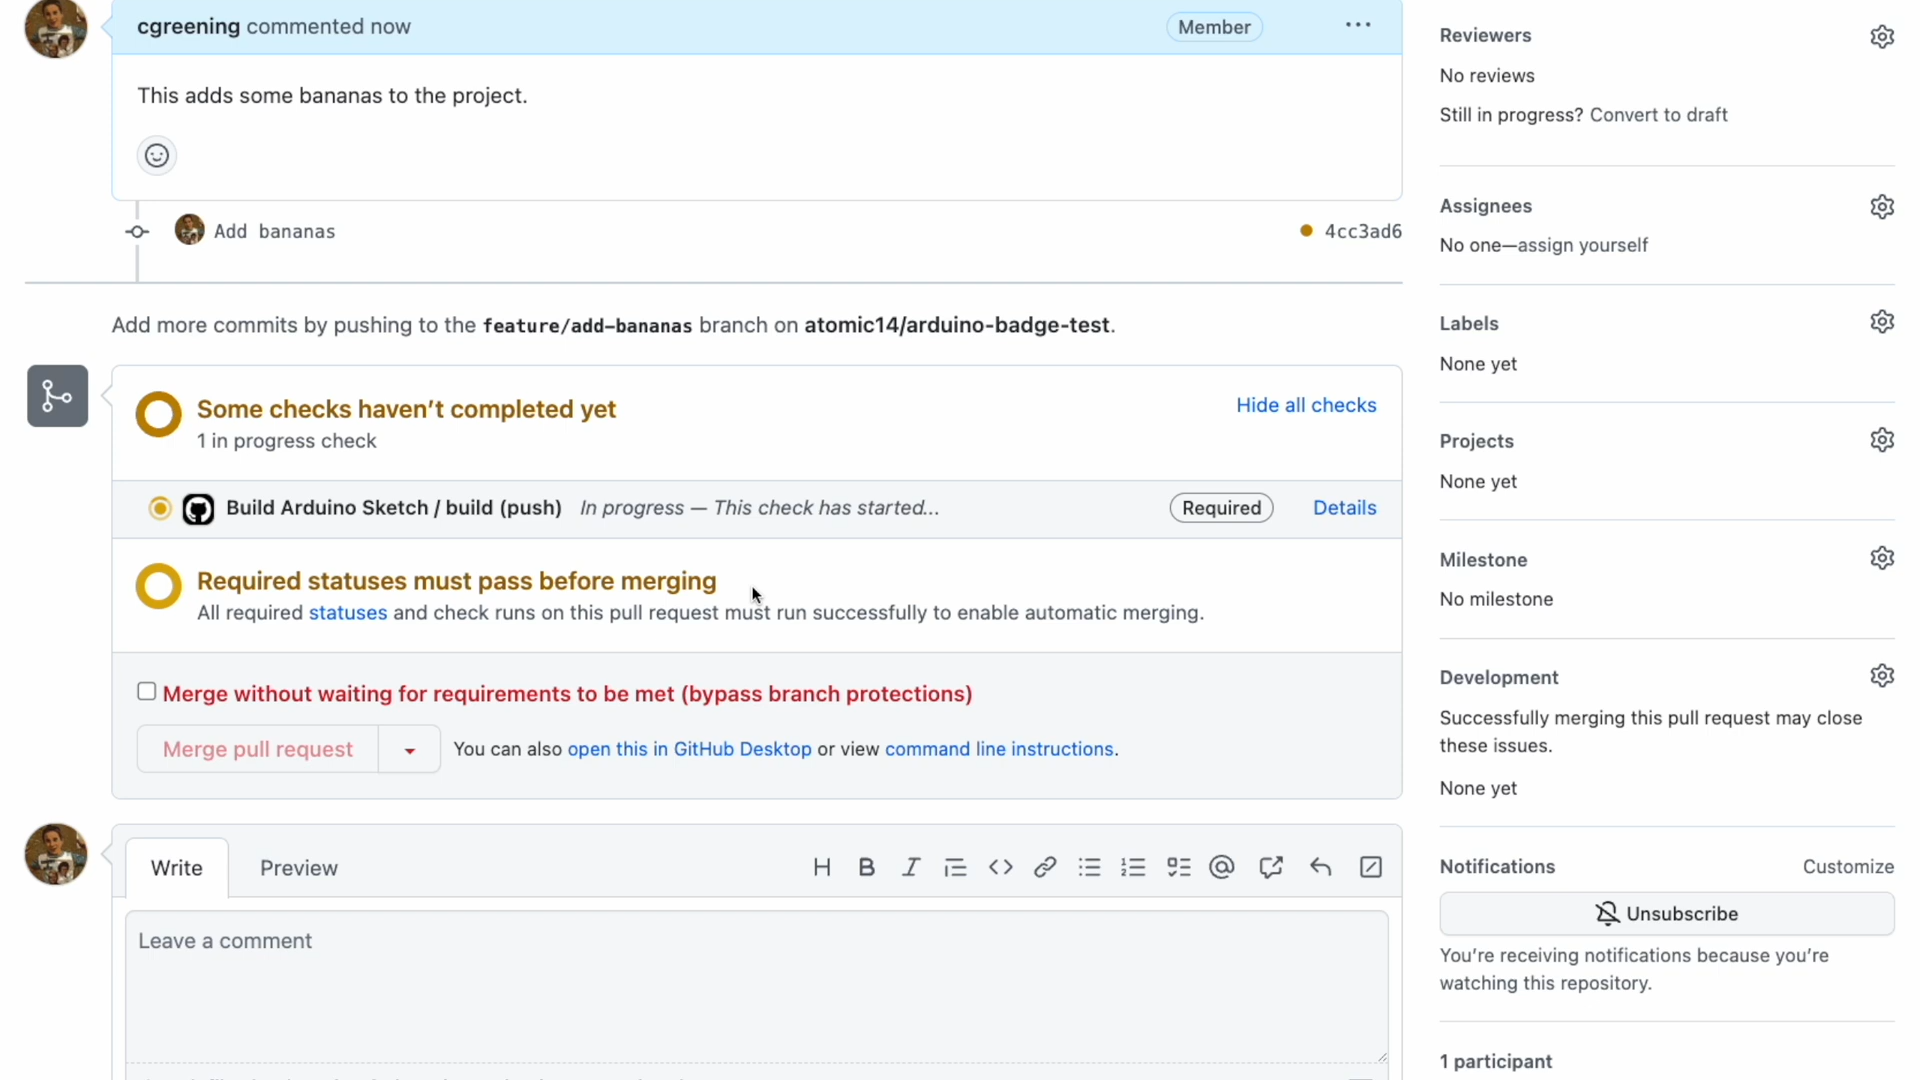 cgreening commented now
Member
This adds some bananas to the project.
Add bananas
4cc3ad6
Add more commits by pushing to the feature/add-bananas branch on atomic14/arduino-badge-test.
Some checks haven’t completed yet
Hide all checks
1 in progress check
Build Arduino Sketch / build (push) In progress — This check has started...
Required
Details
Required statuses must pass before merging
All required statuses and check runs on this pull request must run successfully to enable automatic merging.
Merge without waiting for requirements to be met (bypass branch protections)
Merge pull request
You can also open this in GitHub Desktop or view command line instructions.
Write
Preview
Leave a comment
Reviewers
No reviews
Still in progress? Convert to draft
Assignees
No one—assign yourself
Labels
None yet
Projects
None yet
Milestone
No milestone
Development
Successfully merging this pull request may close
these issues.
None yet
Notifications
Customize
Unsubscribe
You’re receiving notifications because you’re
watching this repository.
1 participant